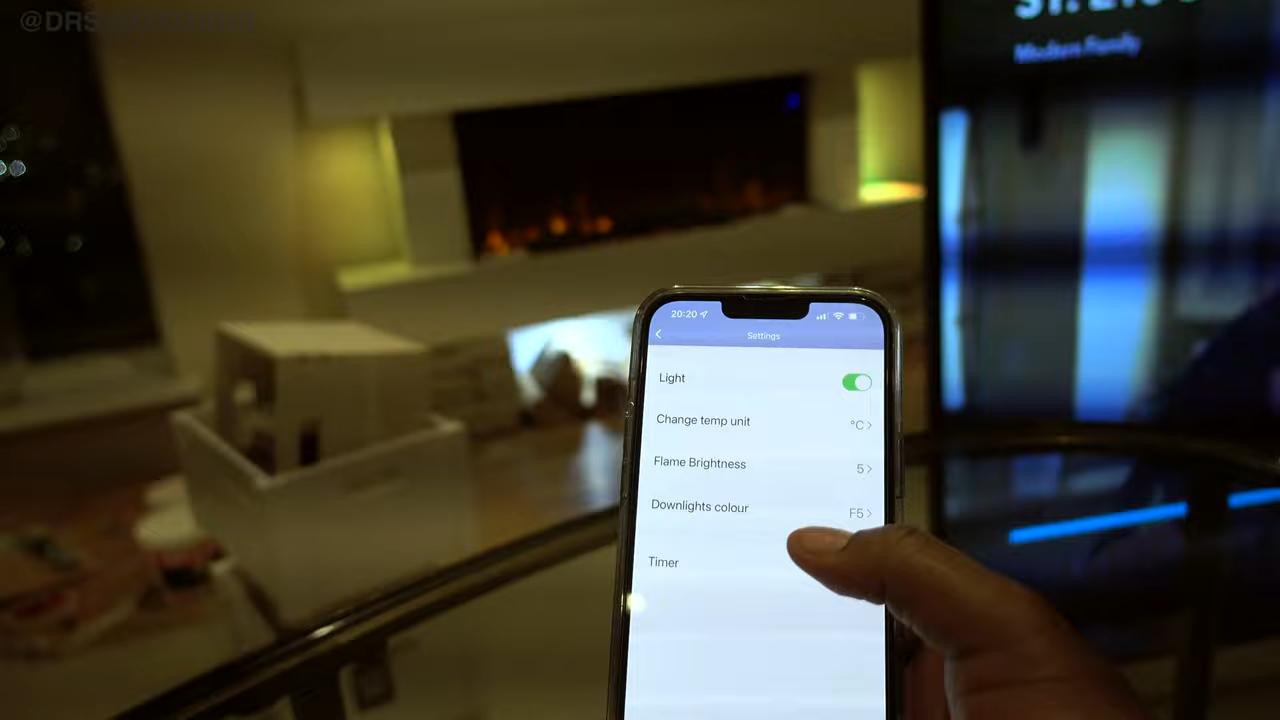 Modern Family
20:20
Settings
Light
Change temp unit °C
Flame Brightness 5
Downlights colour F5
Timer